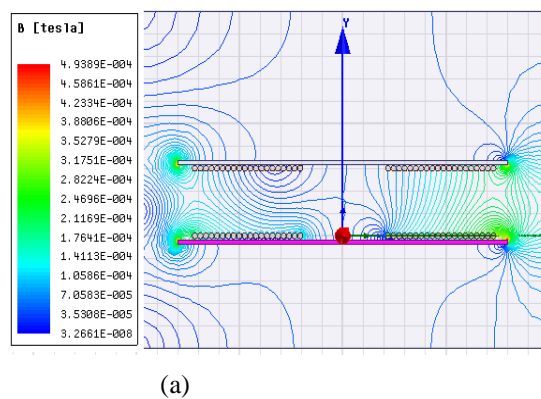 B [tesla]
4.9389E-004
4.5861E-004
4.2334E-004
3.8806E-004
3.5279E-004
3.1751E-004
2.8224E-004
2.4696E-004
2.1169E-004
1.7641E-004
1.4113E-004
1.0586E-004
7.0583E-005
3.5308E-005
3.2661E-008
Y
(a)